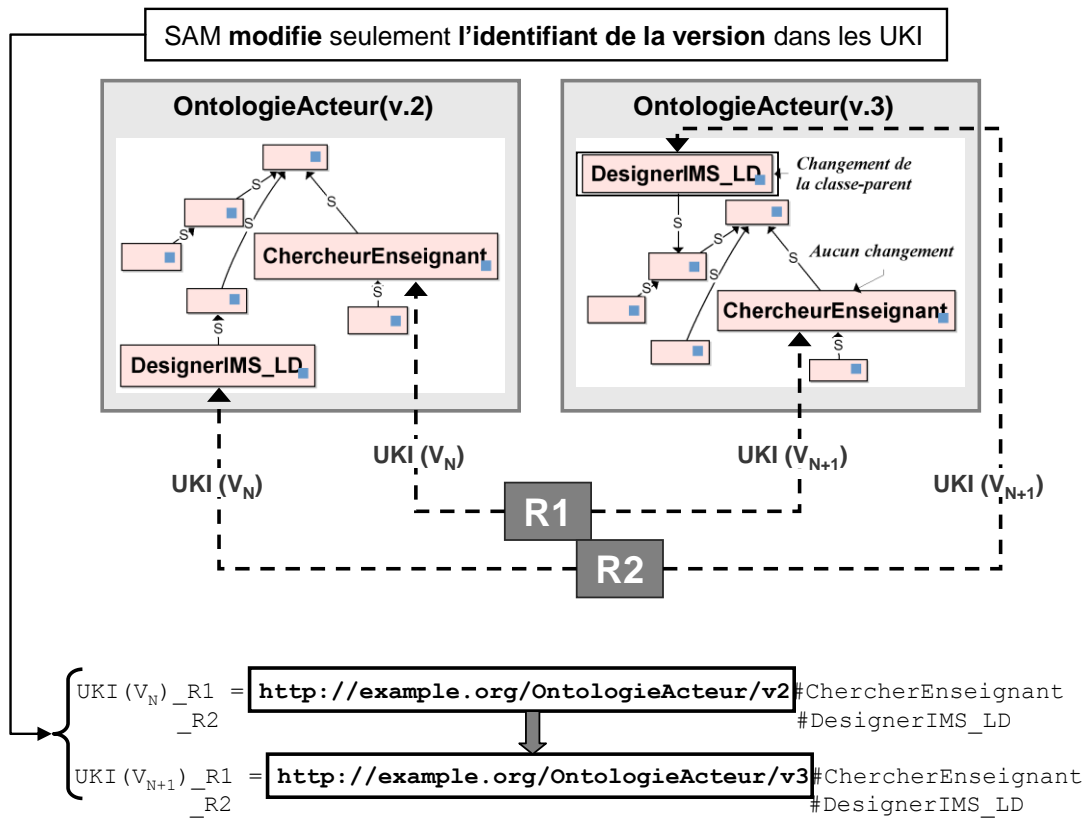 SAM modifie seulement l'identifiant de la version dans les UKI
OntologieActeur(v.2)
S
S
S
S
ChercheurEnseignant
S
S
DesignerIMS_LD
OntologieActeur(v.3)
DesignerIMS_LD
Changement de
la classe-parent
S
S
S
S
S
Aucun changement
ChercheurEnseignant
S
UKI (VN)
UKI (VN)
UKI (VN+1)
UKI (VN+1)
R1
R2
UKI(VN)_R1 = http://example.org/OntologieActeur/v2#ChercherEnseignant
_R2 #DesignerIMS_LD
UKI(VN+1)_R1 = http://example.org/OntologieActeur/v3#ChercherEnseignant
_R2 #DesignerIMS_LD